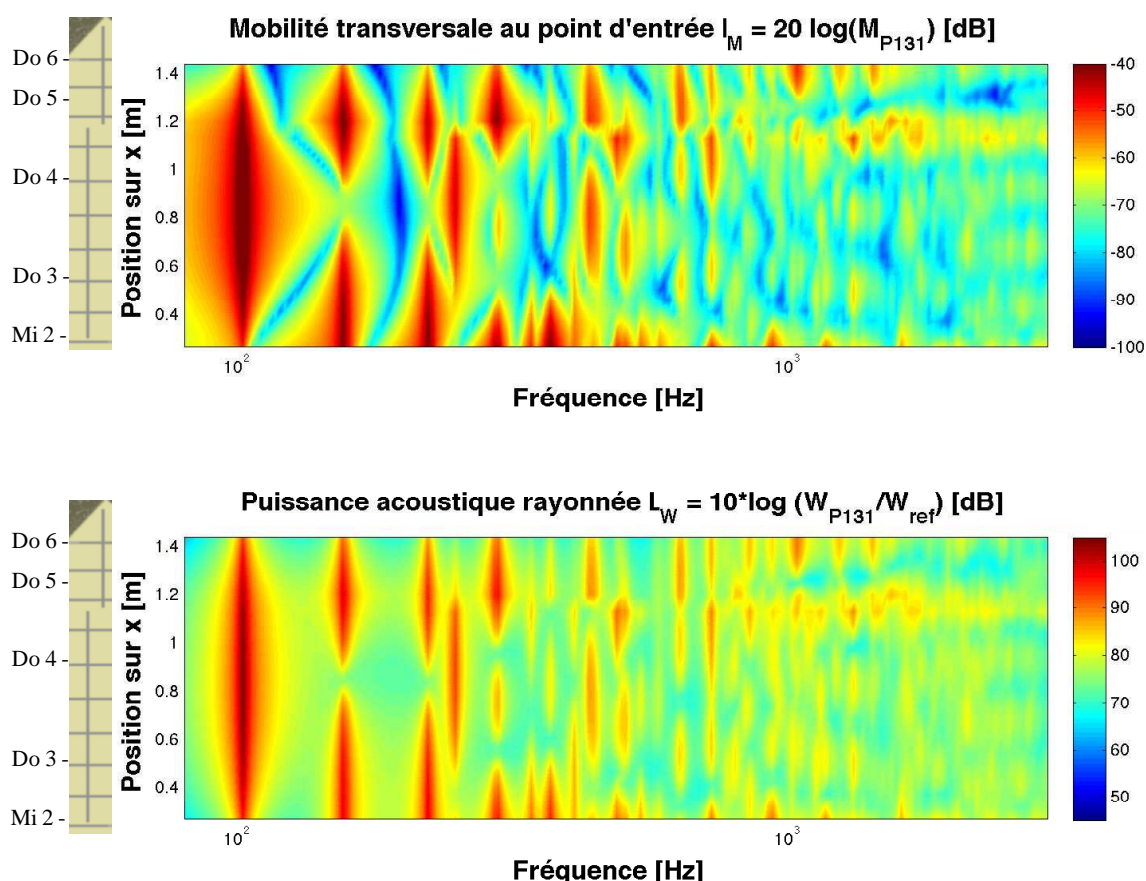 Mobilité transversale au point d'entrée l_M = 20 log(M_P131) [dB]
Do 6 -
Do 5 -
Do 4 -
Do 3 -
Mi 2 -
Position sur x [m]
1.4
1.2
1
0.8
0.6
0.4
10^2
10^3
Fréquence [Hz]
-40
-50
-60
-70
-80
-90
-100
Puissance acoustique rayonnée L_W = 10*log (W_P131/W_ref) [dB]
Do 6 -
Do 5 -
Do 4 -
Do 3 -
Mi 2 -
Position sur x [m]
1.4
1.2
1
0.8
0.6
0.4
10^2
10^3
Fréquence [Hz]
100
90
80
70
60
50